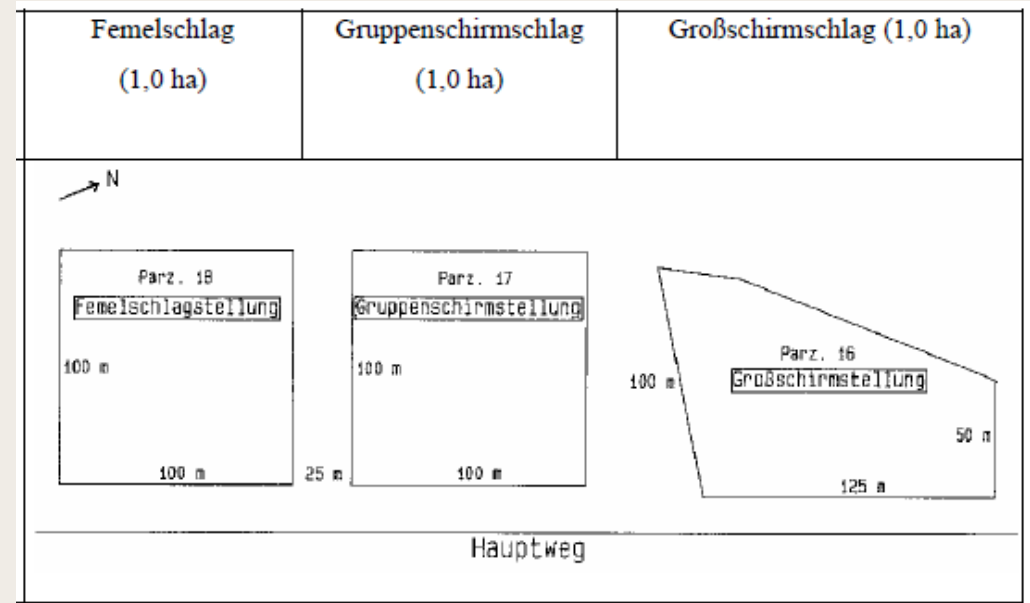 Femelschlag
(1,0 ha)
Gruppenschirmschlag
(1,0 ha)
Großschirmschlag (1,0 ha)
N
Parz. 18
Femelschlagstellung
100 m
100 m
25 m
Parz. 17
Gruppenschirmstellung
100 m
100 m
Parz. 16
Großschirmstellung
100 m
50 m
125 m
Hauptweg